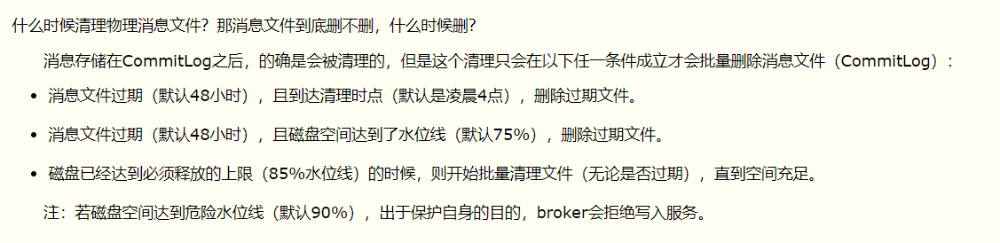 什么时候清理物理消息文件？那消息文件到底删不删，什么时候删？
消息存储在CommitLog之后，的确是会被清理的，但是这个清理只会在以下任一条件成立才会批量删除消息文件（CommitLog）：
• 消息文件过期（默认48小时），且到达清理时点（默认是凌晨4点），删除过期文件。
• 消息文件过期（默认48小时），且磁盘空间达到了水位线（默认75%），删除过期文件。
• 磁盘已经达到必须释放的上限（85%水位线）的时候，则开始批量清理文件（无论是否过期），直到空间充足。
注：若磁盘空间达到危险水位线（默认90%），出于保护自身的目的，broker会拒绝写入服务。